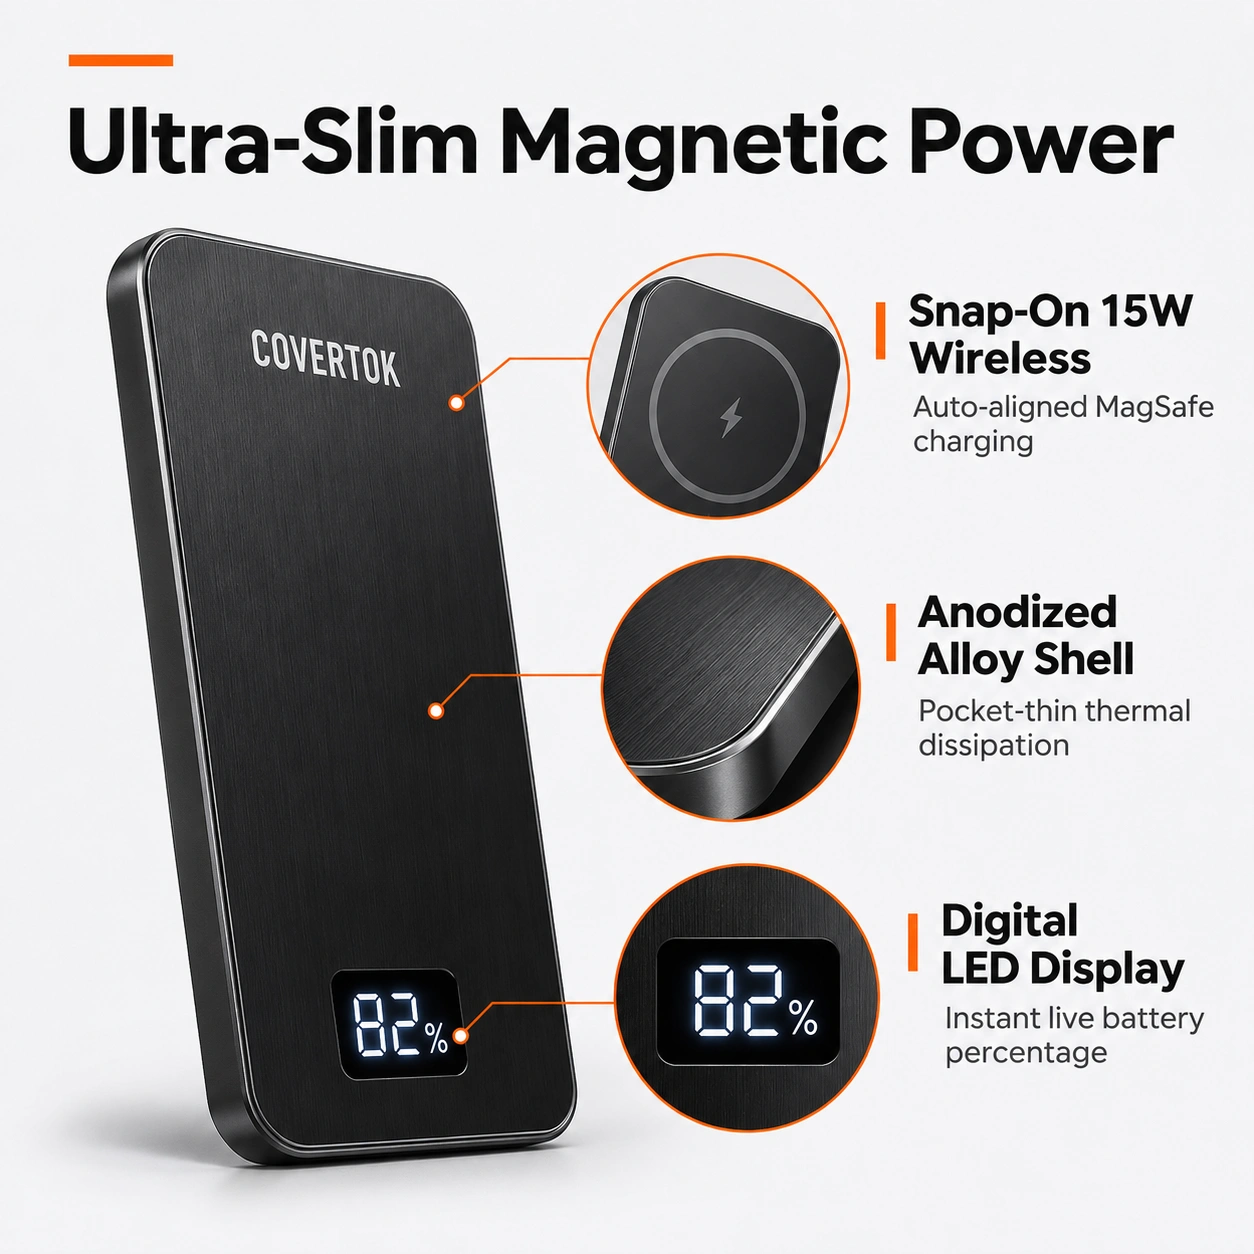 Ultra-Slim Magnetic Power
COVERTOK
Snap-On 15W
Wireless
Auto-aligned MagSafe
charging
Anodized
Alloy Shell
Pocket-thin thermal
dissipation
82%
82%
Digital
LED Display
Instant live battery
percentage